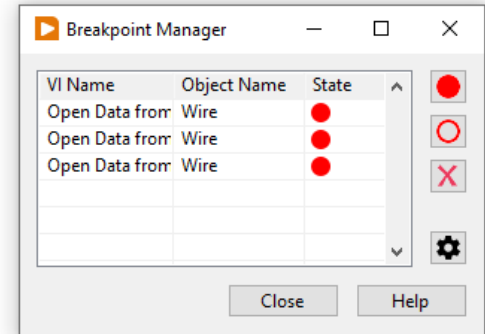 Breakpoint Manager
VI Name Object Name State
Open Data from Wire
Open Data from Wire
Open Data from Wire
Close Help